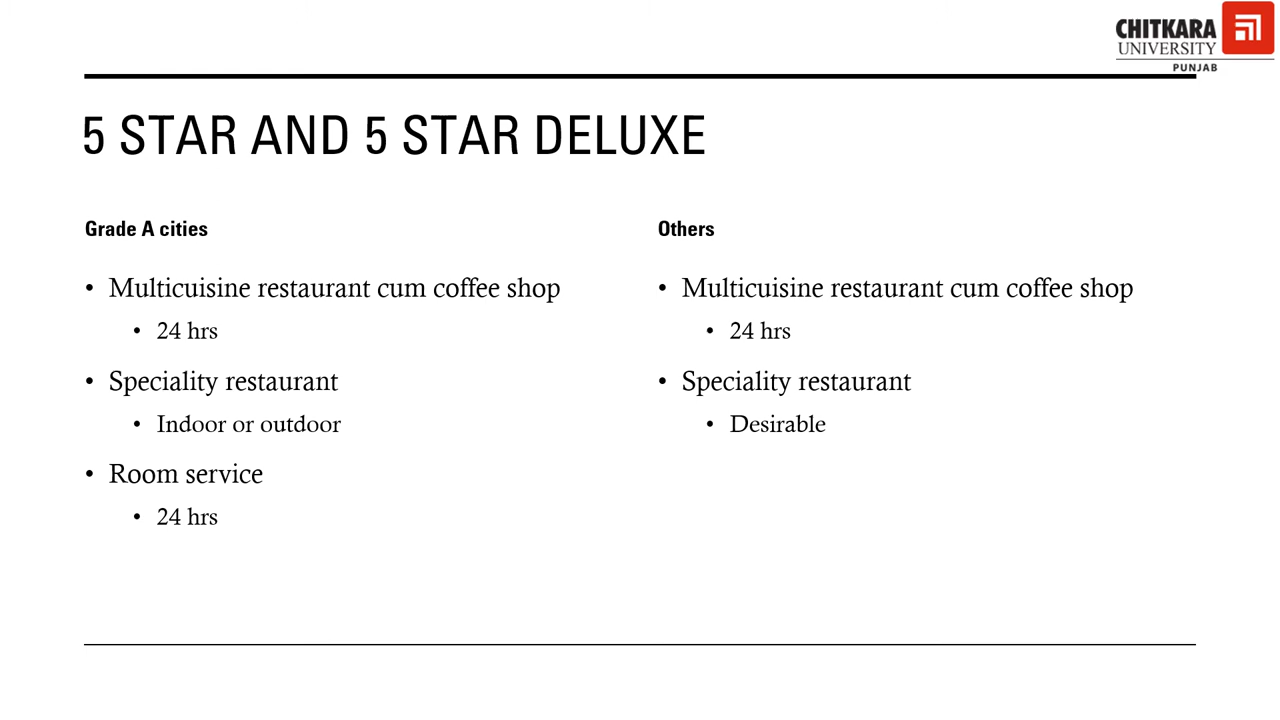 CHITKARA
UNIVERSITY
PUNJAB
5 STAR AND 5 STAR DELUXE
Grade A cities
• Multicuisine restaurant cum coffee shop
• 24 hrs
• Speciality restaurant
• Indoor or outdoor
• Room service
• 24 hrs
Others
• Multicuisine restaurant cum coffee shop
• 24 hrs
• Speciality restaurant
• Desirable